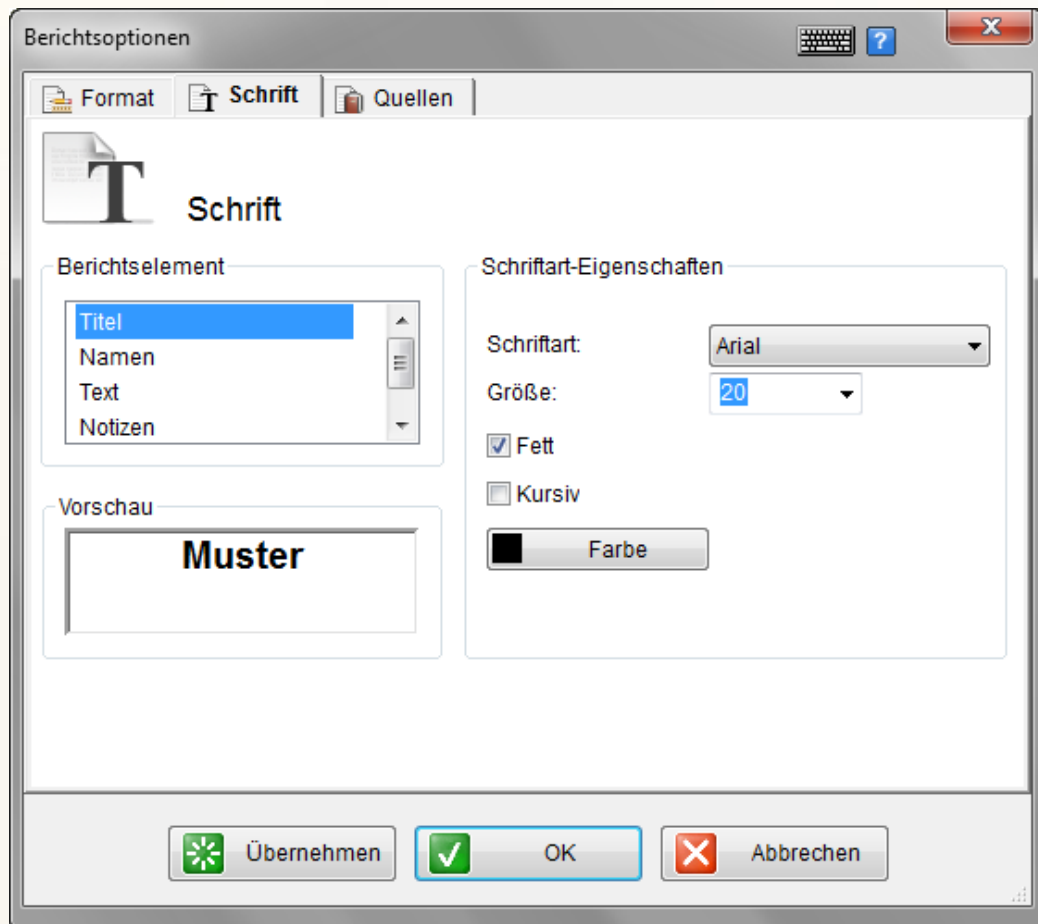 Berichtsoptionen
?
X
Format
Schrift
Quellen
T
Schrift
Berichtselement
Titel
Namen
Text
Notizen
Vorschau
Muster
Schriftart-Eigenschaften
Schriftart:
Arial
Größe:
20
Fett
Kursiv
Farbe
Übernehmen
OK
Abbrechen